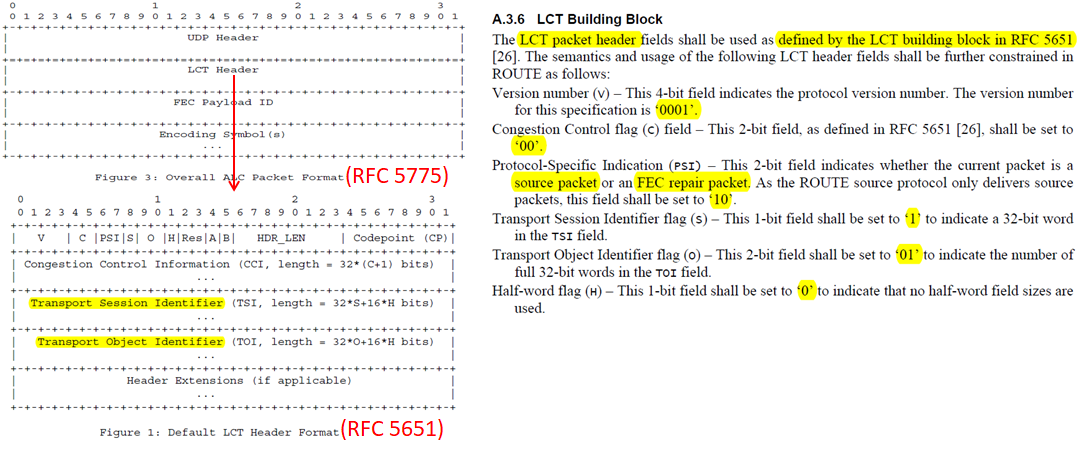 0 1 2 3
0 1 2 3 4 5 6 7 8 9 0 1 2 3 4 5 6 7 8 9 0 1 2 3 4 5 6 7 8 9 0 1
+-+-+-+-+-+-+-+-+-+-+-+-+-+-+-+-+-+-+-+-+-+-+-+-+-+-+-+-+-+-+-+-+
| UDP Header |
| |
+-+-+-+-+-+-+-+-+-+-+-+-+-+-+-+-+-+-+-+-+-+-+-+-+-+-+-+-+-+-+-+-+
| LCT Header |
| |
+-+-+-+-+-+-+-+-+-+-+-+-+-+-+-+-+-+-+-+-+-+-+-+-+-+-+-+-+-+-+-+-+
| FEC Payload ID |
| |
+-+-+-+-+-+-+-+-+-+-+-+-+-+-+-+-+-+-+-+-+-+-+-+-+-+-+-+-+-+-+-+-+
| Encoding Symbol(s) |
| ... |
+-+-+-+-+-+-+-+-+-+-+-+-+-+-+-+-+-+-+-+-+-+-+-+-+-+-+-+-+-+-+-+-+
Figure 3: Overall ALC Packet Format (RFC 5775)
0 1 2 3
0 1 2 3 4 5 6 7 8 9 0 1 2 3 4 5 6 7 8 9 0 1 2 3 4 5 6 7 8 9 0 1
+-+-+-+-+-+-+-+-+-+-+-+-+-+-+-+-+-+-+-+-+-+-+-+-+-+-+-+-+-+-+-+-+
| V | C |PSI|S| O |H|Res|A|B| HDR_LEN | Codepoint (CP)|
+-+-+-+-+-+-+-+-+-+-+-+-+-+-+-+-+-+-+-+-+-+-+-+-+-+-+-+-+-+-+-+-+
| Congestion Control Information (CCI, length = 32*(C+1) bits) |
| ... |
+-+-+-+-+-+-+-+-+-+-+-+-+-+-+-+-+-+-+-+-+-+-+-+-+-+-+-+-+-+-+-+-+
| Transport Session Identifier (TSI, length = 32*S+16*H bits) |
| ... |
+-+-+-+-+-+-+-+-+-+-+-+-+-+-+-+-+-+-+-+-+-+-+-+-+-+-+-+-+-+-+-+-+
| Transport Object Identifier (TOI, length = 32*O+16*H bits) |
| ... |
+-+-+-+-+-+-+-+-+-+-+-+-+-+-+-+-+-+-+-+-+-+-+-+-+-+-+-+-+-+-+-+-+
| Header Extensions (if applicable) |
| ... |
+-+-+-+-+-+-+-+-+-+-+-+-+-+-+-+-+-+-+-+-+-+-+-+-+-+-+-+-+-+-+-+-+
Figure 1: Default LCT Header Format (RFC 5651)
A.3.6 LCT Building Block
The LCT packet header fields shall be used as defined by the LCT building block in RFC 5651
[26]. The semantics and usage of the following LCT header fields shall be further constrained in
ROUTE as follows:
Version number (V) – This 4-bit field indicates the protocol version number. The version number
for this specification is ‘0001’.
Congestion Control flag (C) field – This 2-bit field, as defined in RFC 5651 [26], shall be set to
‘00’.
Protocol-Specific Indication (PSI) – This 2-bit field indicates whether the current packet is a
source packet or an FEC repair packet. As the ROUTE source protocol only delivers source
packets, this field shall be set to ‘10’.
Transport Session Identifier flag (S) – This 1-bit field shall be set to ‘1’ to indicate a 32-bit word
in the TSI field.
Transport Object Identifier flag (O) – This 2-bit field shall be set to ‘01’ to indicate the number of
full 32-bit words in the TOI field.
Half-word flag (H) – This 1-bit field shall be set to ‘0’ to indicate that no half-word field sizes are
used.